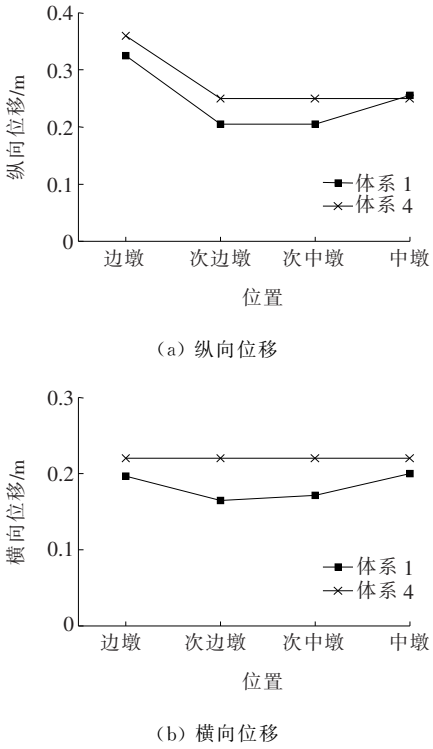 0.4
0.3
0.2
0.1
0
纵向位移/m
体系 1
体系 4
边墩 次边墩 次中墩 中墩
位置
(a) 纵向位移
0.3
0.2
0.1
0
横向位移/m
体系 1
体系 4
边墩 次边墩 次中墩 中墩
位置
(b) 横向位移